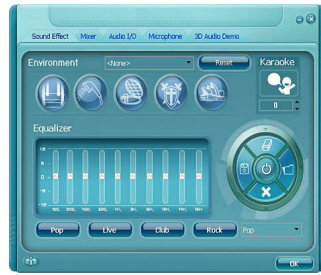 Sound Effect Mixer Audio I/O Microphone 3D Audio Demo
Environment <None> Reset Karaoke
0
Equalizer
Pop Live Club Rock Pop
OK